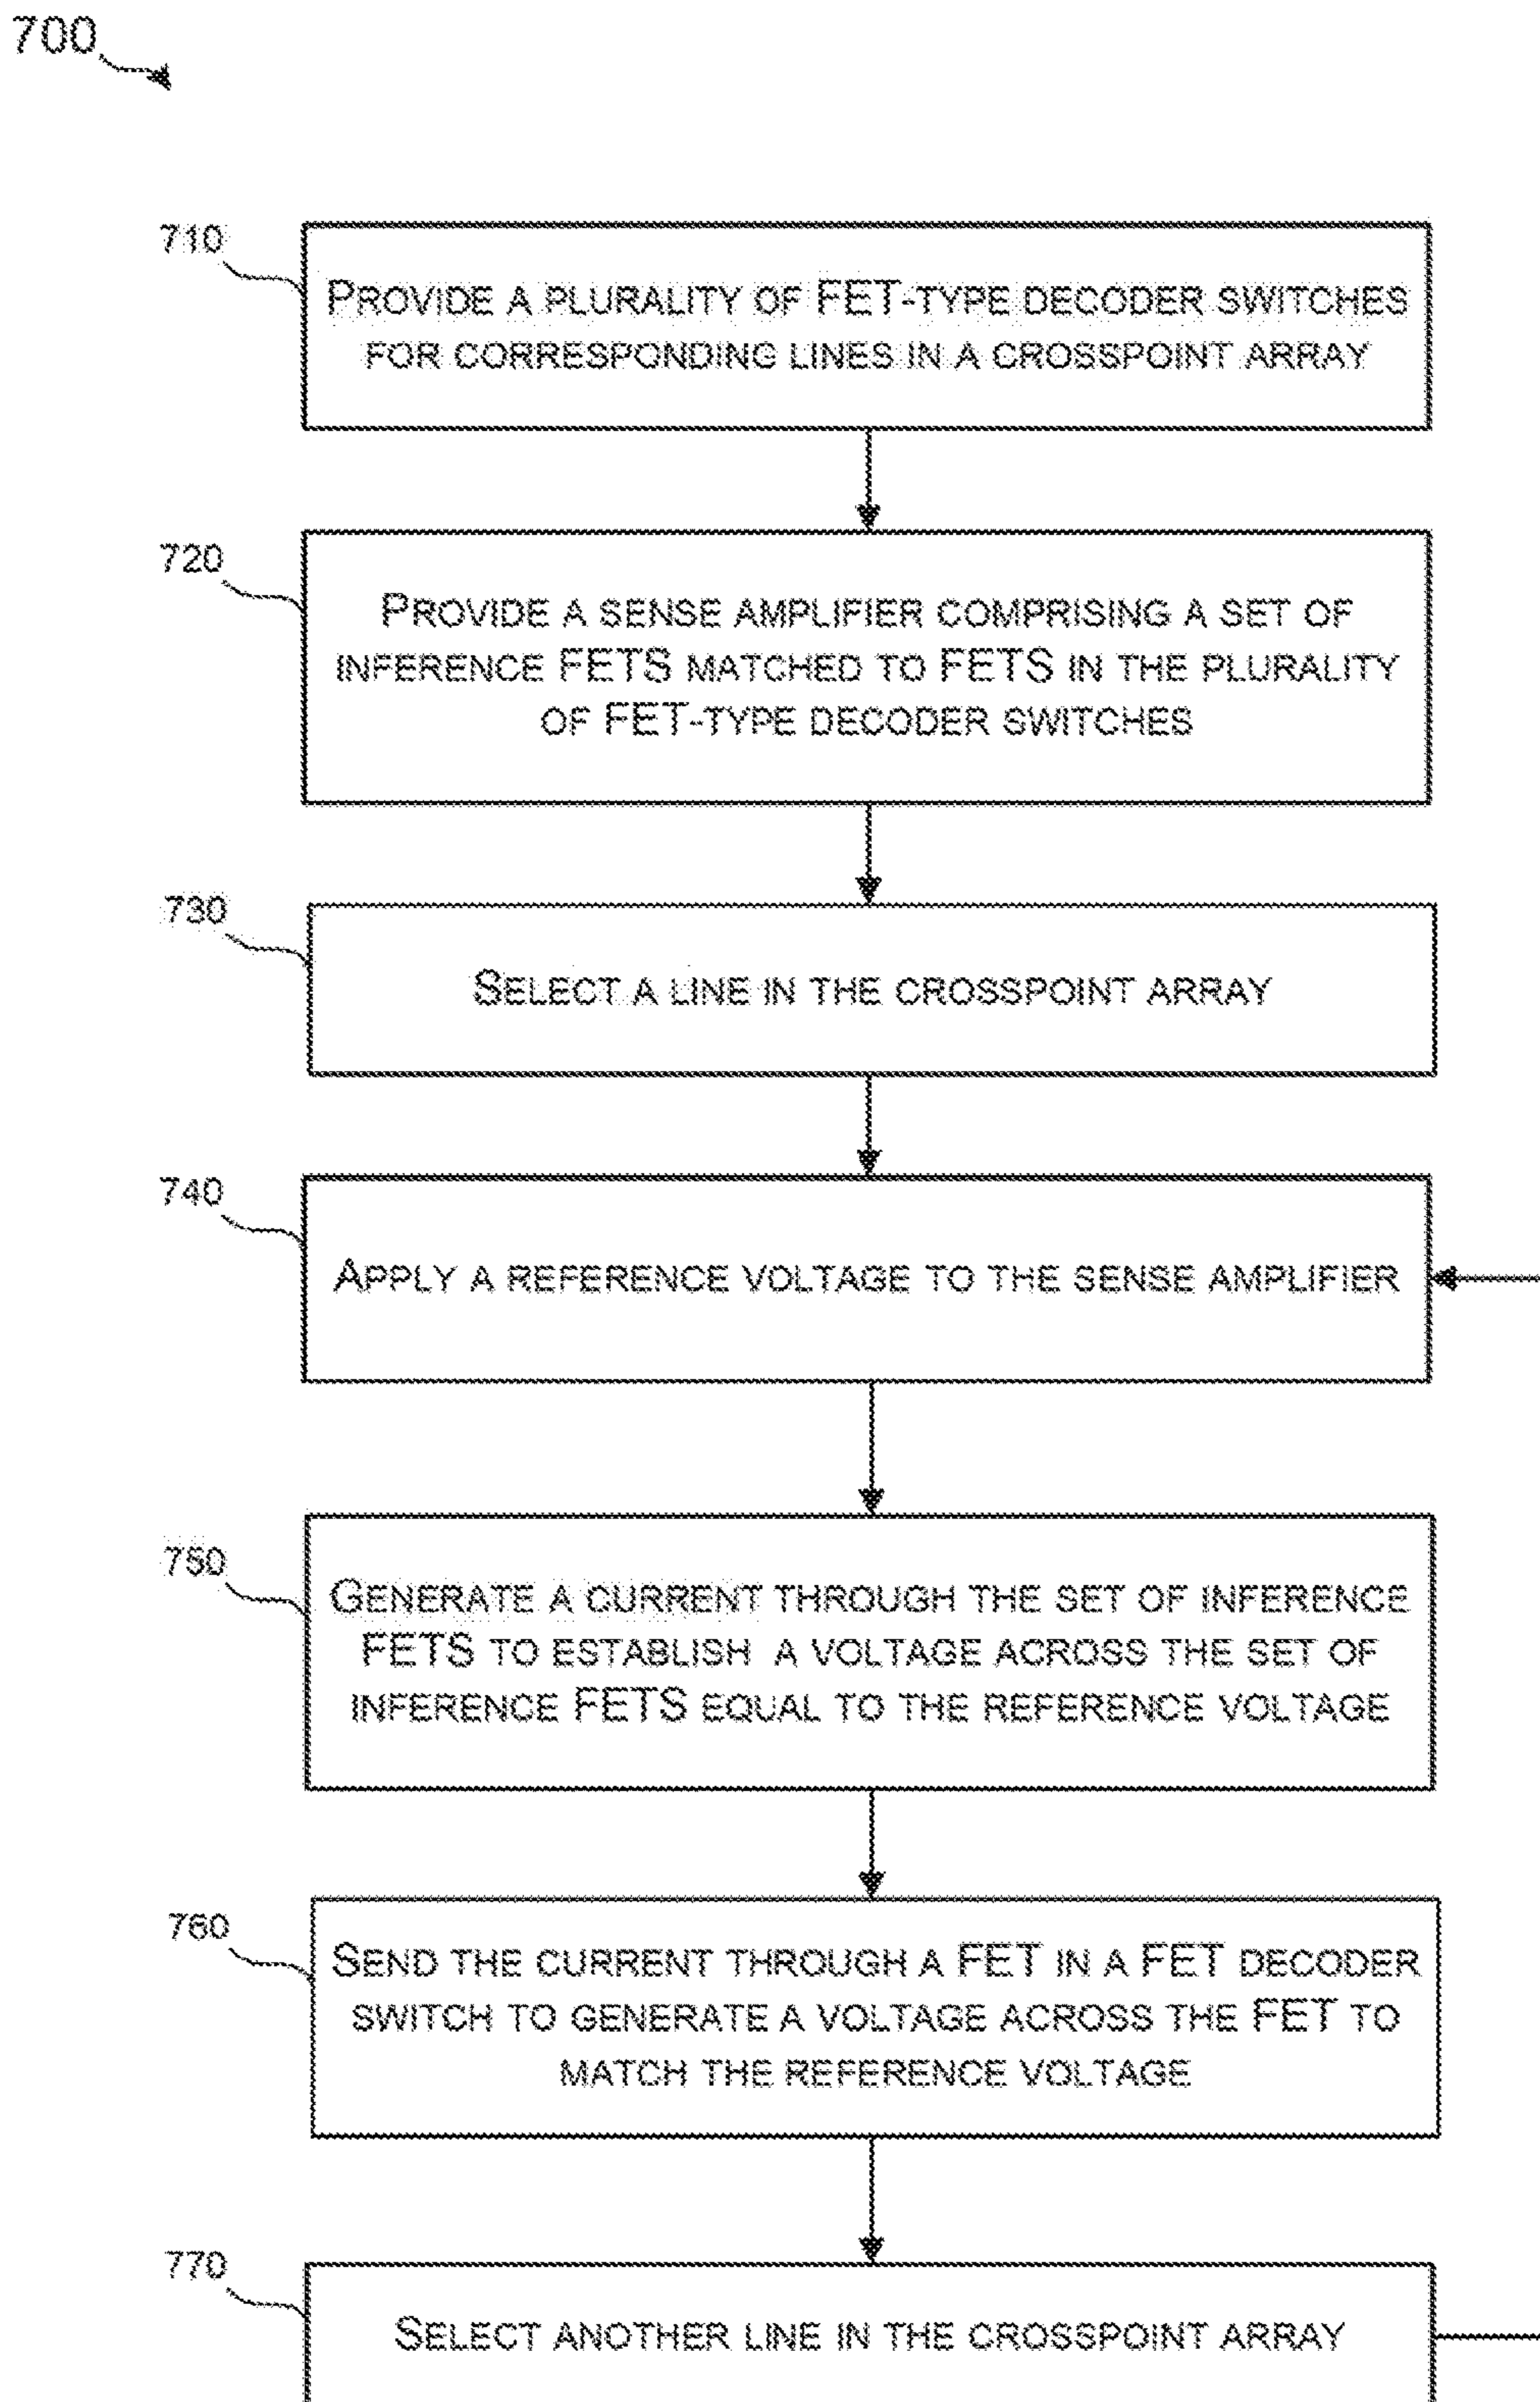 700
710
PROVIDE A PLURALITY OF FET-TYPE DECODER SWITCHES
FOR CORRESPONDING LINES IN A CROSSPOINT ARRAY
720
PROVIDE A SENSE AMPLIFIER COMPRISING A SET OF
INFERENCE FETS MATCHED TO FETS IN THE PLURALITY
OF FET-TYPE DECODER SWITCHES
730
SELECT A LINE IN THE CROSSPOINT ARRAY
740
APPLY A REFERENCE VOLTAGE TO THE SENSE AMPLIFIER
750
GENERATE A CURRENT THROUGH THE SET OF INFERENCE
FETS TO ESTABLISH A VOLTAGE ACROSS THE SET OF
INFERENCE FETS EQUAL TO THE REFERENCE VOLTAGE
760
SEND THE CURRENT THROUGH A FET IN A FET DECODER
SWITCH TO GENERATE A VOLTAGE ACROSS THE FET TO
MATCH THE REFERENCE VOLTAGE
770
SELECT ANOTHER LINE IN THE CROSSPOINT ARRAY